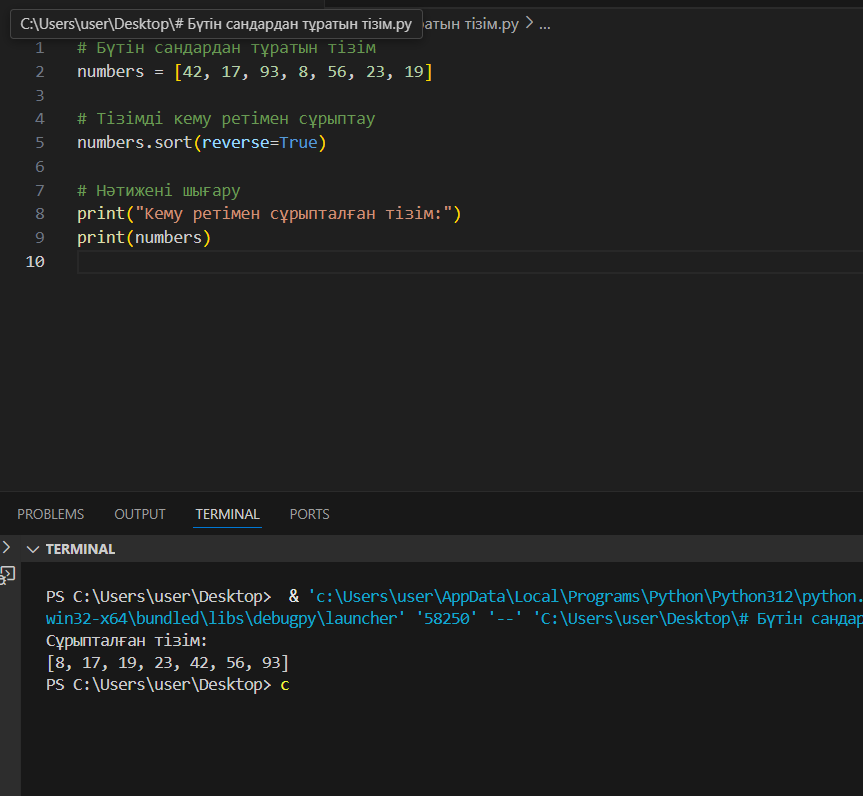 C:\Users\user\Desktop\# Бүтін сандардан тұратын тізім.py
ратын тізім.py > ...
1 # Бүтін сандардан тұратын тізім
2 numbers = [42, 17, 93, 8, 56, 23, 19]
3
4 # Тізімді кему ретімен сұрыптау
5 numbers.sort(reverse=True)
6
7 # Нәтижені шығару
8 print("Кему ретімен сұрыпталған тізім:")
9 print(numbers)
10
PROBLEMS OUTPUT TERMINAL PORTS
TERMINAL
PS C:\Users\user\Desktop>  & 'c:\Users\user\AppData\Local\Programs\Python\Python312\python.
win32-x64\bundled\libs\debugpy\launcher' '58250' '--' 'C:\Users\user\Desktop\# Бүтін сандар
Сұрыпталған тізім:
[8, 17, 19, 23, 42, 56, 93]
PS C:\Users\user\Desktop> c